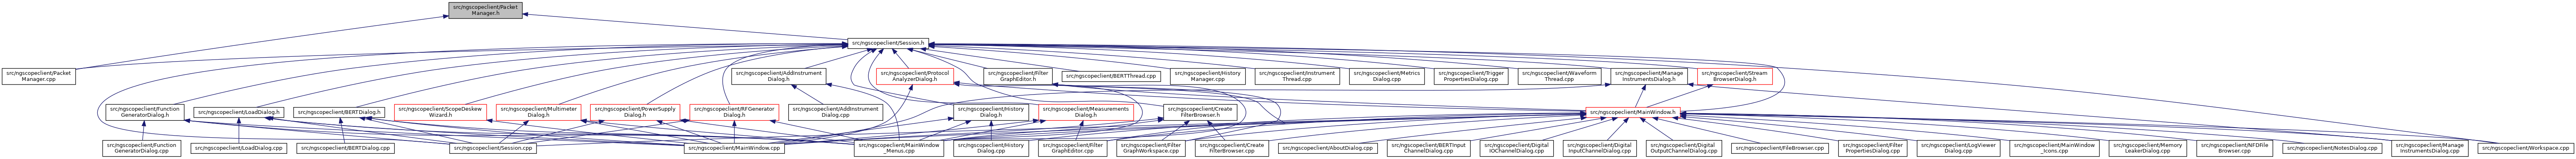 src/ngscopeclient/Packet
Manager.h
src/ngscopeclient/Session.h
src/ngscopeclient/Packet
Manager.cpp
src/ngscopeclient/AddInstrument
Dialog.h
src/ngscopeclient/Protocol
AnalyzerDialog.h
src/ngscopeclient/Filter
GraphEditor.h
src/ngscopeclient/BERTThread.cpp
src/ngscopeclient/History
Manager.cpp
src/ngscopeclient/Instrument
Thread.cpp
src/ngscopeclient/Metrics
Dialog.cpp
src/ngscopeclient/Trigger
PropertiesDialog.cpp
src/ngscopeclient/Waveform
Thread.cpp
src/ngscopeclient/Manage
InstrumentsDialog.h
src/ngscopeclient/Stream
BrowserDialog.h
src/ngscopeclient/Function
GeneratorDialog.h
src/ngscopeclient/LoadDialog.h
src/ngscopeclient/BERTDialog.h
src/ngscopeclient/ScopeDeskew
Wizard.h
src/ngscopeclient/Multimeter
Dialog.h
src/ngscopeclient/PowerSupply
Dialog.h
src/ngscopeclient/RFGenerator
Dialog.h
src/ngscopeclient/AddInstrument
Dialog.cpp
src/ngscopeclient/History
Dialog.h
src/ngscopeclient/Measurements
Dialog.h
src/ngscopeclient/Create
FilterBrowser.h
src/ngscopeclient/MainWindow.h
src/ngscopeclient/Function
GeneratorDialog.cpp
src/ngscopeclient/LoadDialog.cpp
src/ngscopeclient/BERTDialog.cpp
src/ngscopeclient/Session.cpp
src/ngscopeclient/MainWindow.cpp
src/ngscopeclient/MainWindow
_Menus.cpp
src/ngscopeclient/History
Dialog.cpp
src/ngscopeclient/Filter
GraphEditor.cpp
src/ngscopeclient/Filter
GraphWorkspace.cpp
src/ngscopeclient/Create
FilterBrowser.cpp
src/ngscopeclient/AboutDialog.cpp
src/ngscopeclient/BERTInput
ChannelDialog.cpp
src/ngscopeclient/Digital
IOChannelDialog.cpp
src/ngscopeclient/Digital
InputChannelDialog.cpp
src/ngscopeclient/Digital
OutputChannelDialog.cpp
src/ngscopeclient/FileBrowser.cpp
src/ngscopeclient/Filter
PropertiesDialog.cpp
src/ngscopeclient/LogViewer
Dialog.cpp
src/ngscopeclient/MainWindow
_Icons.cpp
src/ngscopeclient/Memory
LeakerDialog.cpp
src/ngscopeclient/NFDFile
Browser.cpp
src/ngscopeclient/NotesDialog.cpp
src/ngscopeclient/Manage
InstrumentsDialog.cpp
src/ngscopeclient/Workspace.cpp